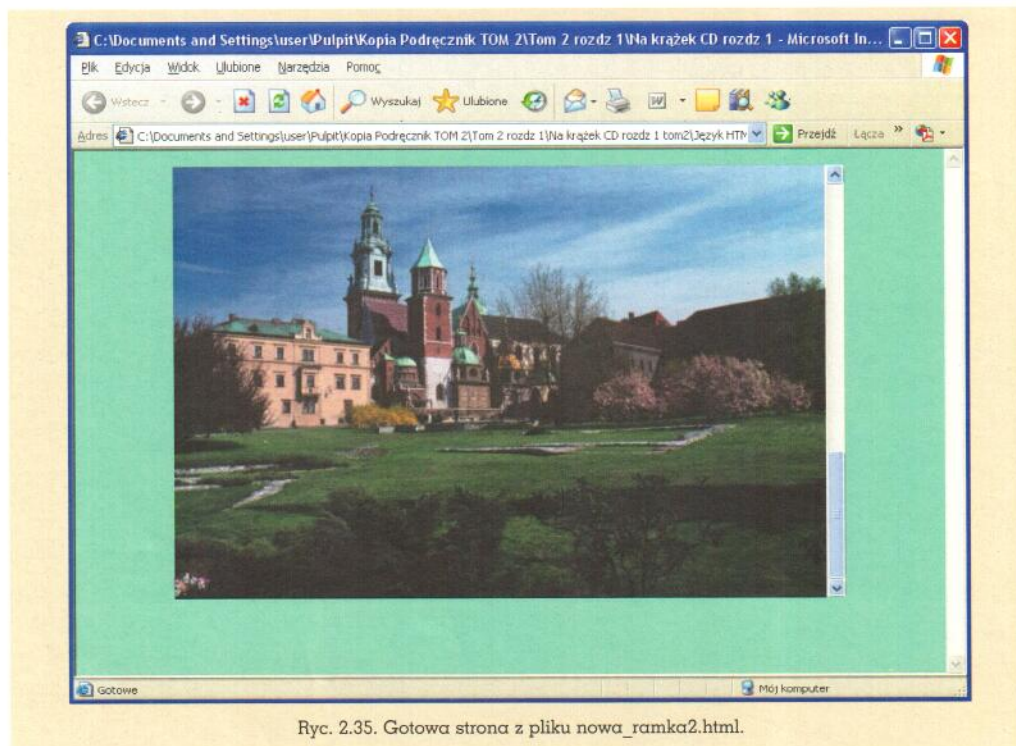 C:\Documents and Settings\user\Pulpit\Kopia Podręcznik TOM 2\Tom 2 rozdz 1\Na krążek CD rozdz 1 - Microsoft In...
Plik Edycja Widok Ulubione Narzędzia Pomoc
Wstecz Wyszukaj Ulubione
Adres C:\Documents and Settings\user\Pulpit\Kopia Podręcznik TOM 2\Tom 2 rozdz 1\Na krążek CD rozdz 1 tom2\Język HTM Przejdź Łącza »
Gotowe Mój komputer
Ryc. 2.35. Gotowa strona z pliku nowa_ramka2.html.